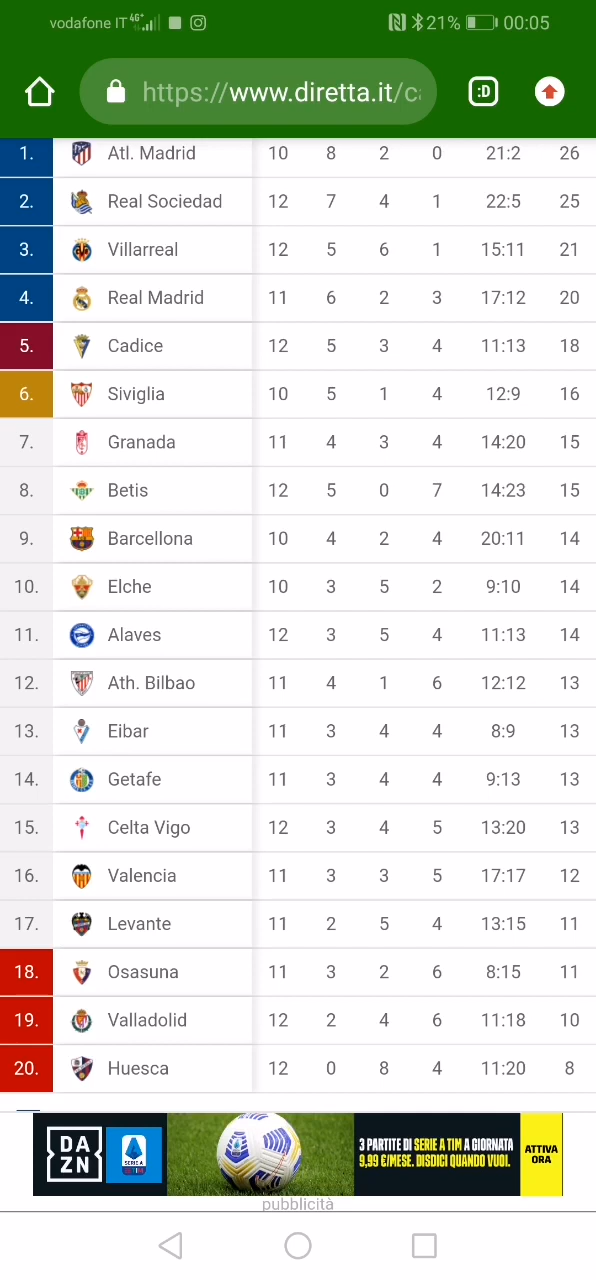 vodafone IT 4G+ 21% 00:05
https://www.diretta.it/ca
:D
1. Atl. Madrid 10 8 2 0 21:2 26
2. Real Sociedad 12 7 4 1 22:5 25
3. Villarreal 12 5 6 1 15:11 21
4. Real Madrid 11 6 2 3 17:12 20
5. Cadice 12 5 3 4 11:13 18
6. Siviglia 10 5 1 4 12:9 16
7. Granada 11 4 3 4 14:20 15
8. Betis 12 5 0 7 14:23 15
9. Barcellona 10 4 2 4 20:11 14
10. Elche 10 3 5 2 9:10 14
11. Alaves 12 3 5 4 11:13 14
12. Ath. Bilbao 11 4 1 6 12:12 13
13. Eibar 11 3 4 4 8:9 13
14. Getafe 11 3 4 4 9:13 13
15. Celta Vigo 12 3 4 5 13:20 13
16. Valencia 11 3 3 5 17:17 12
17. Levante 11 2 5 4 13:15 11
18. Osasuna 11 3 2 6 8:15 11
19. Valladolid 12 2 4 6 11:18 10
20. Huesca 12 0 8 4 11:20 8
DA
ZN
SERIE A
TIM
3 PARTITE DI SERIE A TIM A GIORNATA
9,99 €/MESE. DISDICI QUANDO VUOI.
ATTIVA
ORA
pubblicità